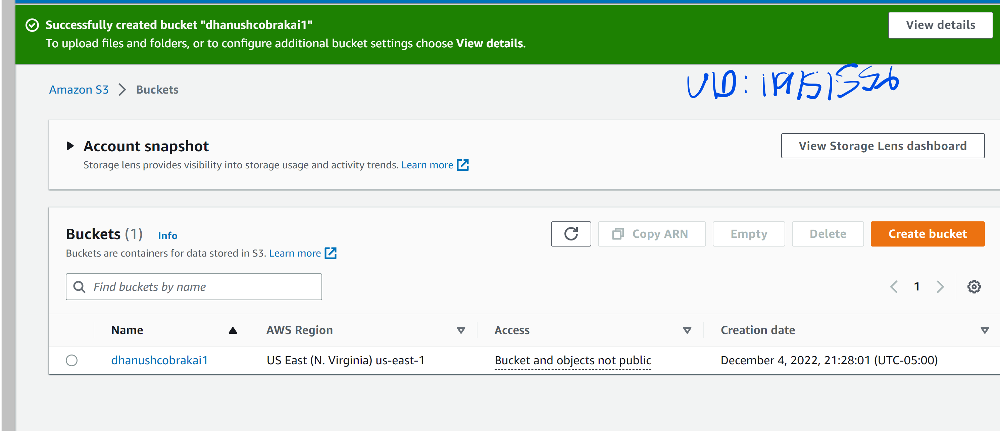 Successfully created bucket "dhanushcobrakai1"
View details
To upload files and folders, or to configure additional bucket settings choose View details.
Amazon S3 > Buckets
Account snapshot
View Storage Lens dashboard
Storage lens provides visibility into storage usage and activity trends. Learn more
Buckets (1) Info
Copy ARN Empty Delete Create bucket
Buckets are containers for data stored in S3. Learn more
Find buckets by name
1
Name AWS Region Access Creation date
dhanushcobrakai1 US East (N. Virginia) us-east-1 Bucket and objects not public December 4, 2022, 21:28:01 (UTC-05:00)